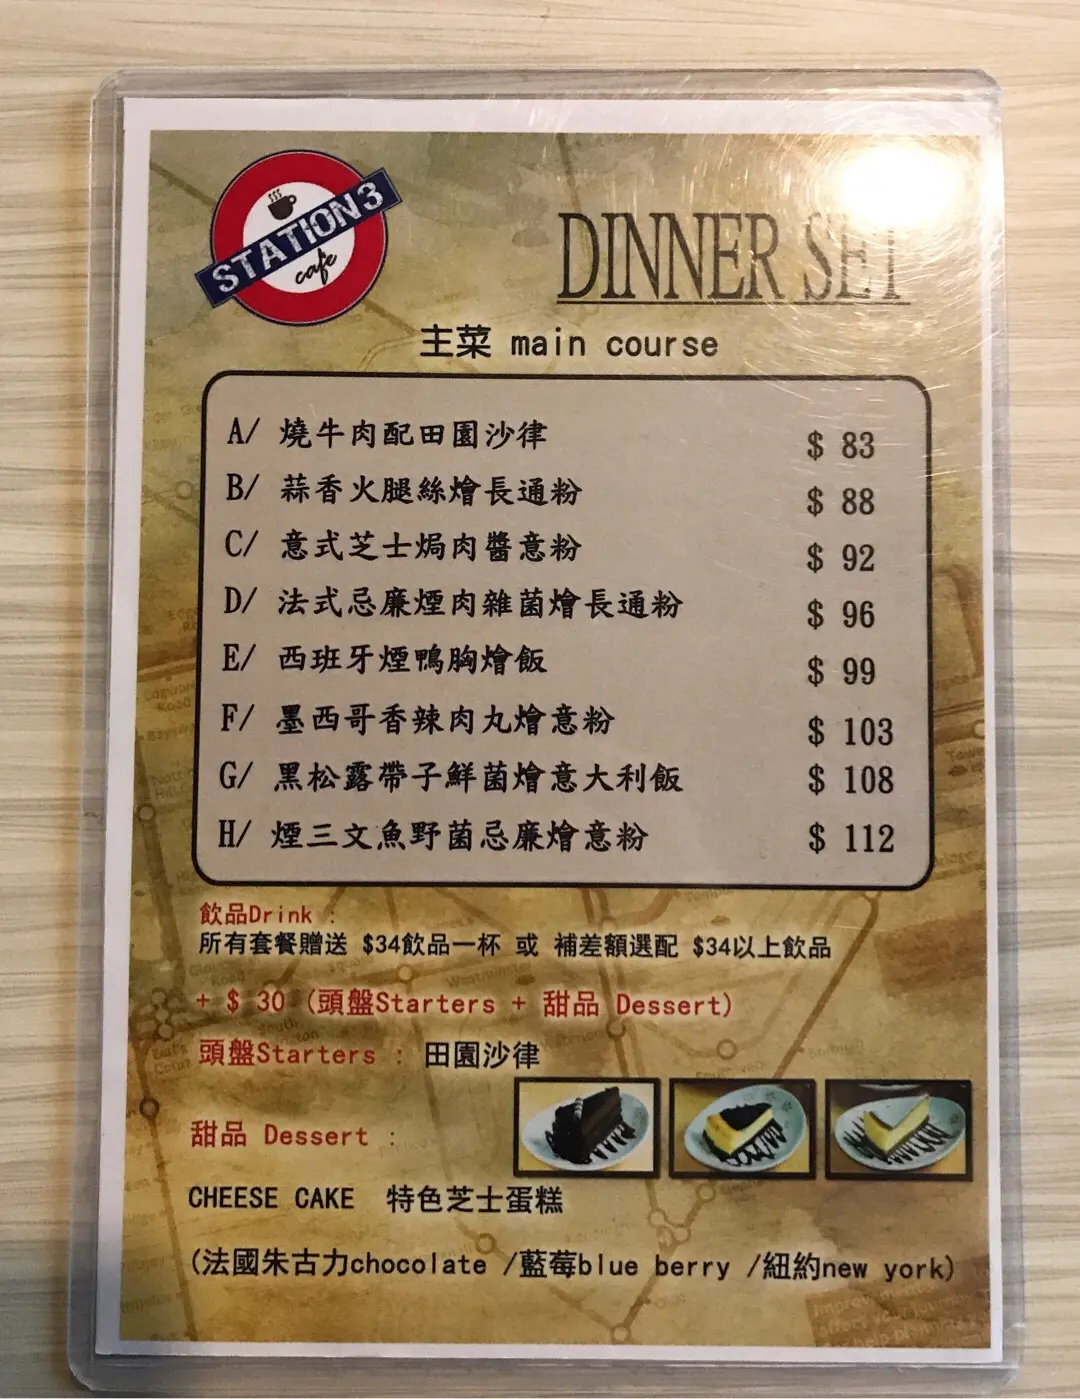 STATION3
cafe
DINNER SET
主菜 main course
A/ 燒牛肉配田園沙律 $ 83
B/ 蒜香火腿絲燴長通粉 $ 88
C/ 意式芝士焗肉醬意粉 $ 92
D/ 法式忌廉煙肉雜菌燴長通粉 $ 96
E/ 西班牙煙鴨胸燴飯 $ 99
F/ 墨西哥香辣肉丸燴意粉 $ 103
G/ 黑松露帶子鮮菌燴意大利飯 $ 108
H/ 煙三文魚野菌忌廉燴意粉 $ 112
飲品Drink :
所有套餐贈送 $34飲品一杯 或 補差額選配 $34以上飲品
+ $ 30 (頭盤Starters + 甜品 Dessert)
頭盤Starters : 田園沙律
甜品 Dessert :
CHEESE CAKE 特色芝士蛋糕
(法國朱古力chocolate /藍莓blue berry /紐約new york)